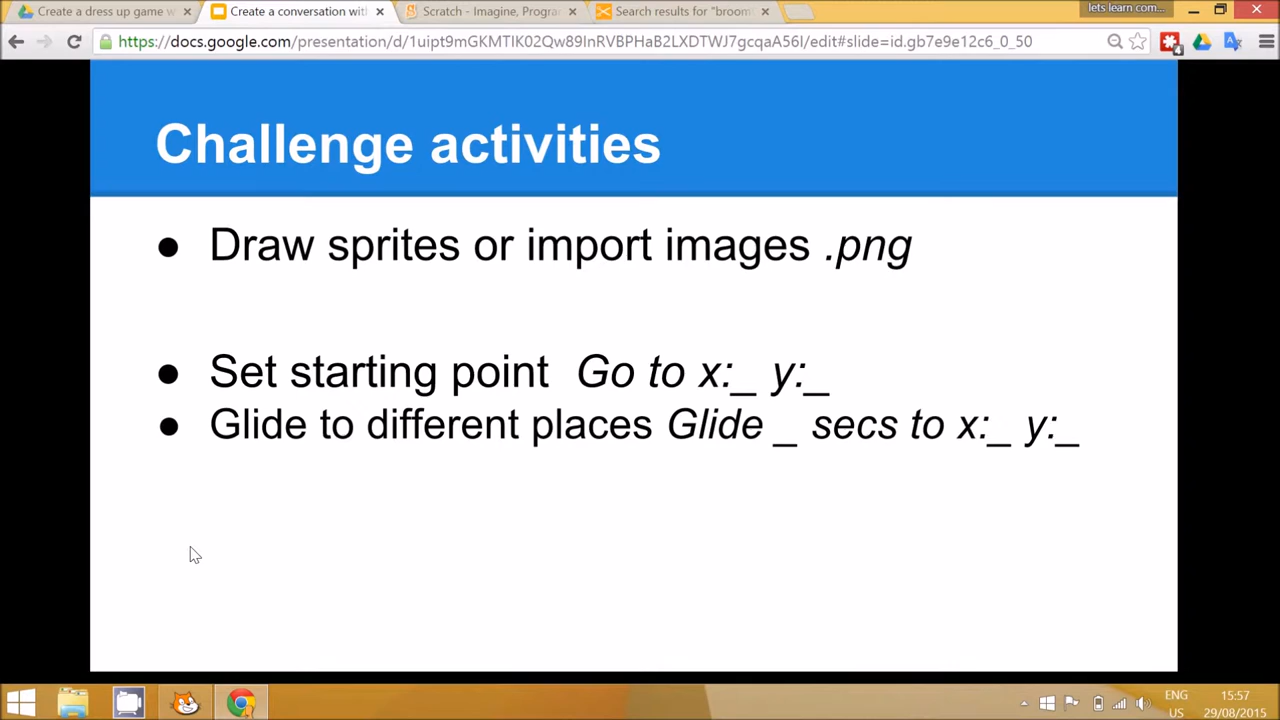 Create a dress up game w
Create a conversation wit
Scratch - Imagine, Progra
Search results for "broom
lets learn com...
https://docs.google.com/presentation/d/1uipt9mGKMTIK02Qw89InRVBPHaB2LXDTWJ7gcqaA56I/edit#slide=id.gb7e9e12c6_0_50
4
Challenge activities
● Draw sprites or import images .png
● Set starting point Go to x:_ y:_
● Glide to different places Glide _ secs to x:_ y:_
ENG
US
15:57
29/08/2015